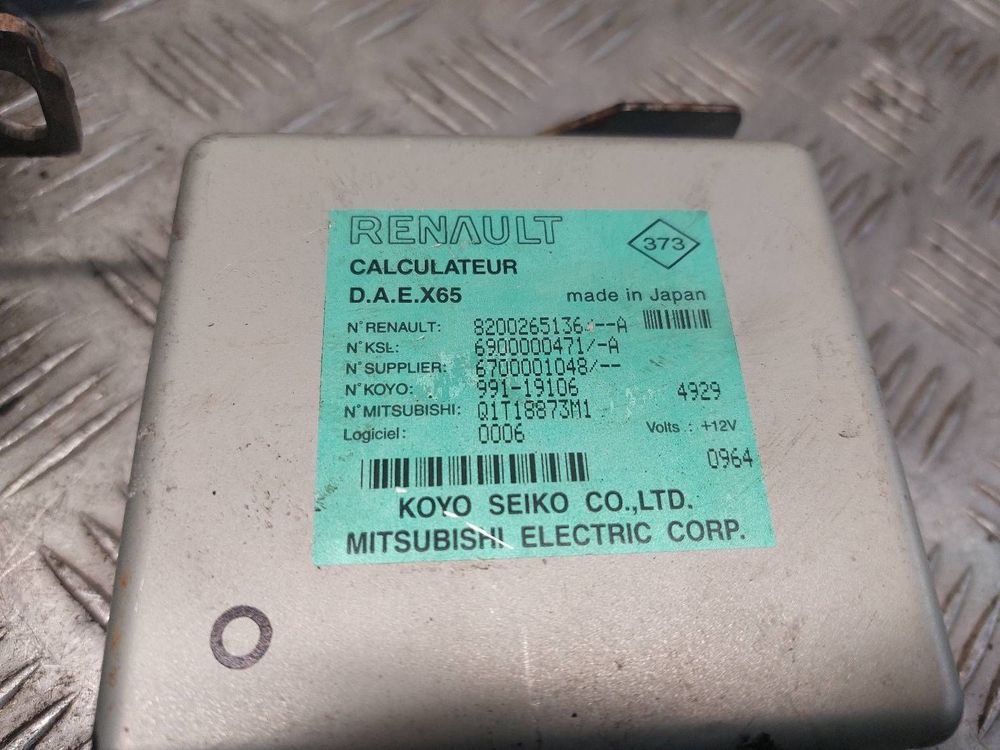 RENAULT
373
CALCULATEUR
D.A.E.X65 made in Japan
N°RENAULT: 8200265136/--A
N°KSL: 6900000471/-A
N°SUPPLIER: 6700001048/--
N°KOYO: 991-19106 4929
N°MITSUBISHI: Q1T18873M1
Logiciel: 0006 Volts : +12V
0964
KOYO SEIKO CO.,LTD.
MITSUBISHI ELECTRIC CORP.